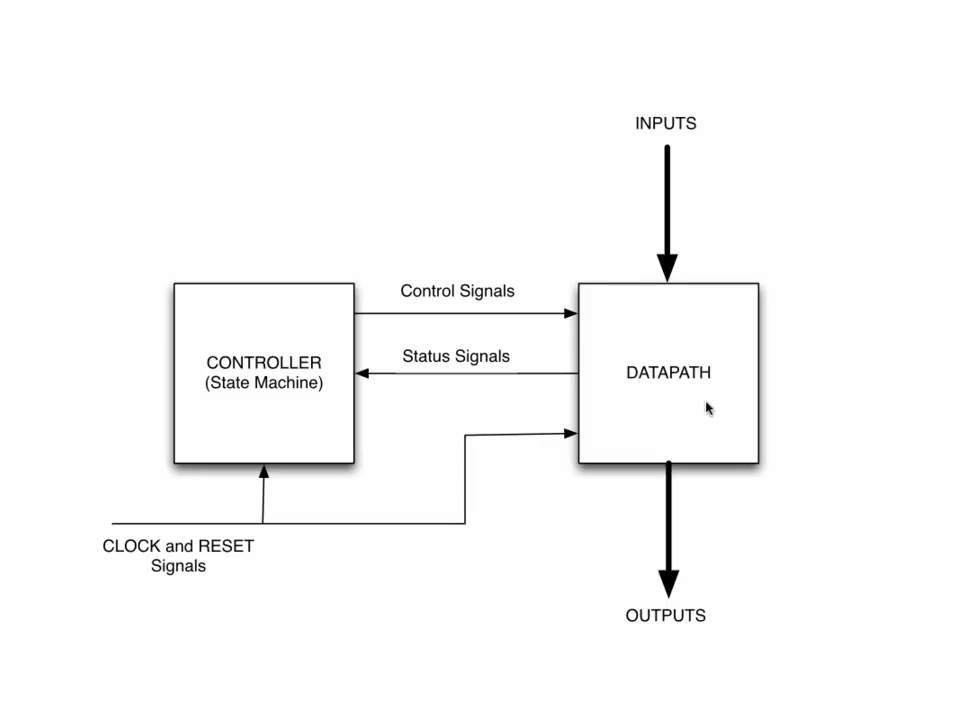 INPUTS
Control Signals
CONTROLLER
(State Machine)
Status Signals
DATAPATH
CLOCK and RESET
Signals
OUTPUTS